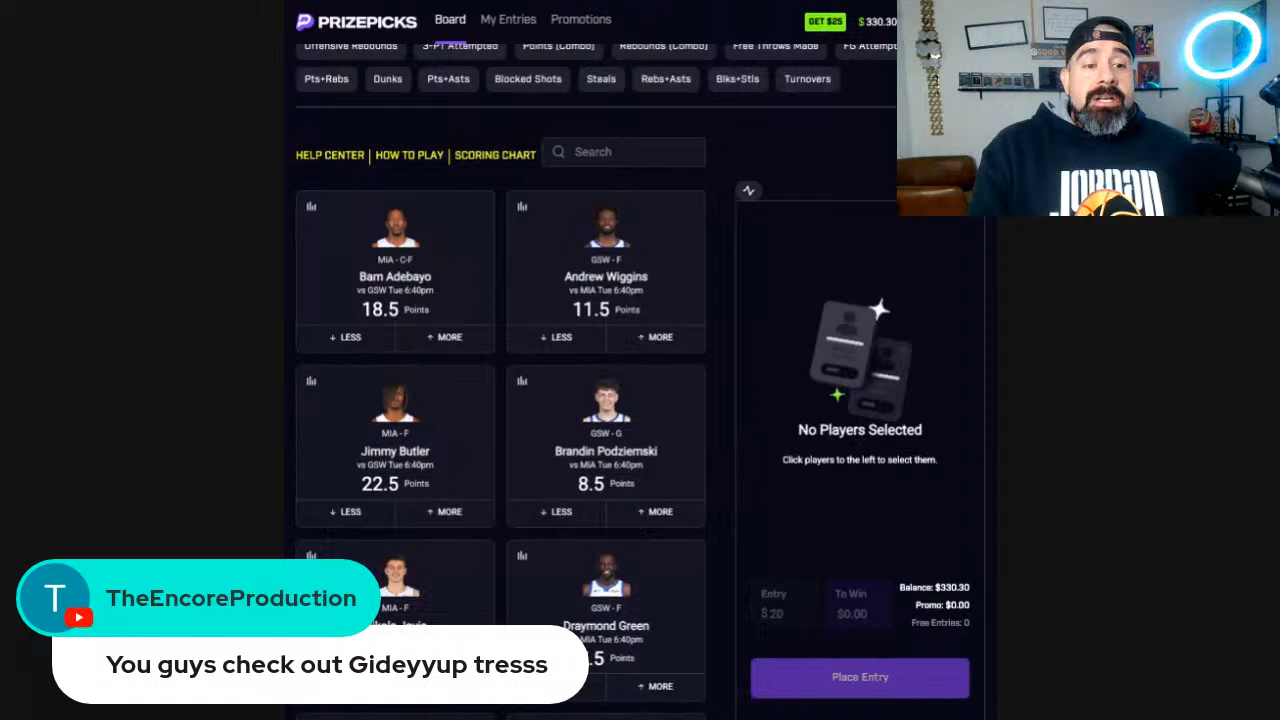 PRIZEPICKS
Board
My Entries
Promotions
GET $25
$ 330.30
Offensive Rebounds
3-PT Attempted
Points (Combo)
Rebounds (Combo)
Free Throws Made
FG Attempt
Pts+Rebs
Dunks
Pts+Asts
Blocked Shots
Steals
Rebs+Asts
Blks+Stls
Turnovers
HELP CENTER | HOW TO PLAY | SCORING CHART
Search
MIA - C-F
Bam Adebayo
vs GSW Tue 6:40pm
18.5 Points
↓ LESS
↑ MORE
GSW - F
Andrew Wiggins
vs MIA Tue 6:40pm
11.5 Points
↓ LESS
↑ MORE
MIA - F
Jimmy Butler
vs GSW Tue 6:40pm
22.5 Points
↓ LESS
↑ MORE
GSW - G
Brandin Podziemski
vs MIA Tue 6:40pm
8.5 Points
↓ LESS
↑ MORE
MIA - F
GSW - F
Draymond Green
MIA Tue 6:40pm
.5 Points
↑ MORE
No Players Selected
Click players to the left to select them.
Entry
$ 20
To Win
$0.00
Balance: $330.30
Promo: $0.00
Free Entries: 0
Place Entry
JORDAN
T
TheEncoreProduction
You guys check out Gideyyup tresss